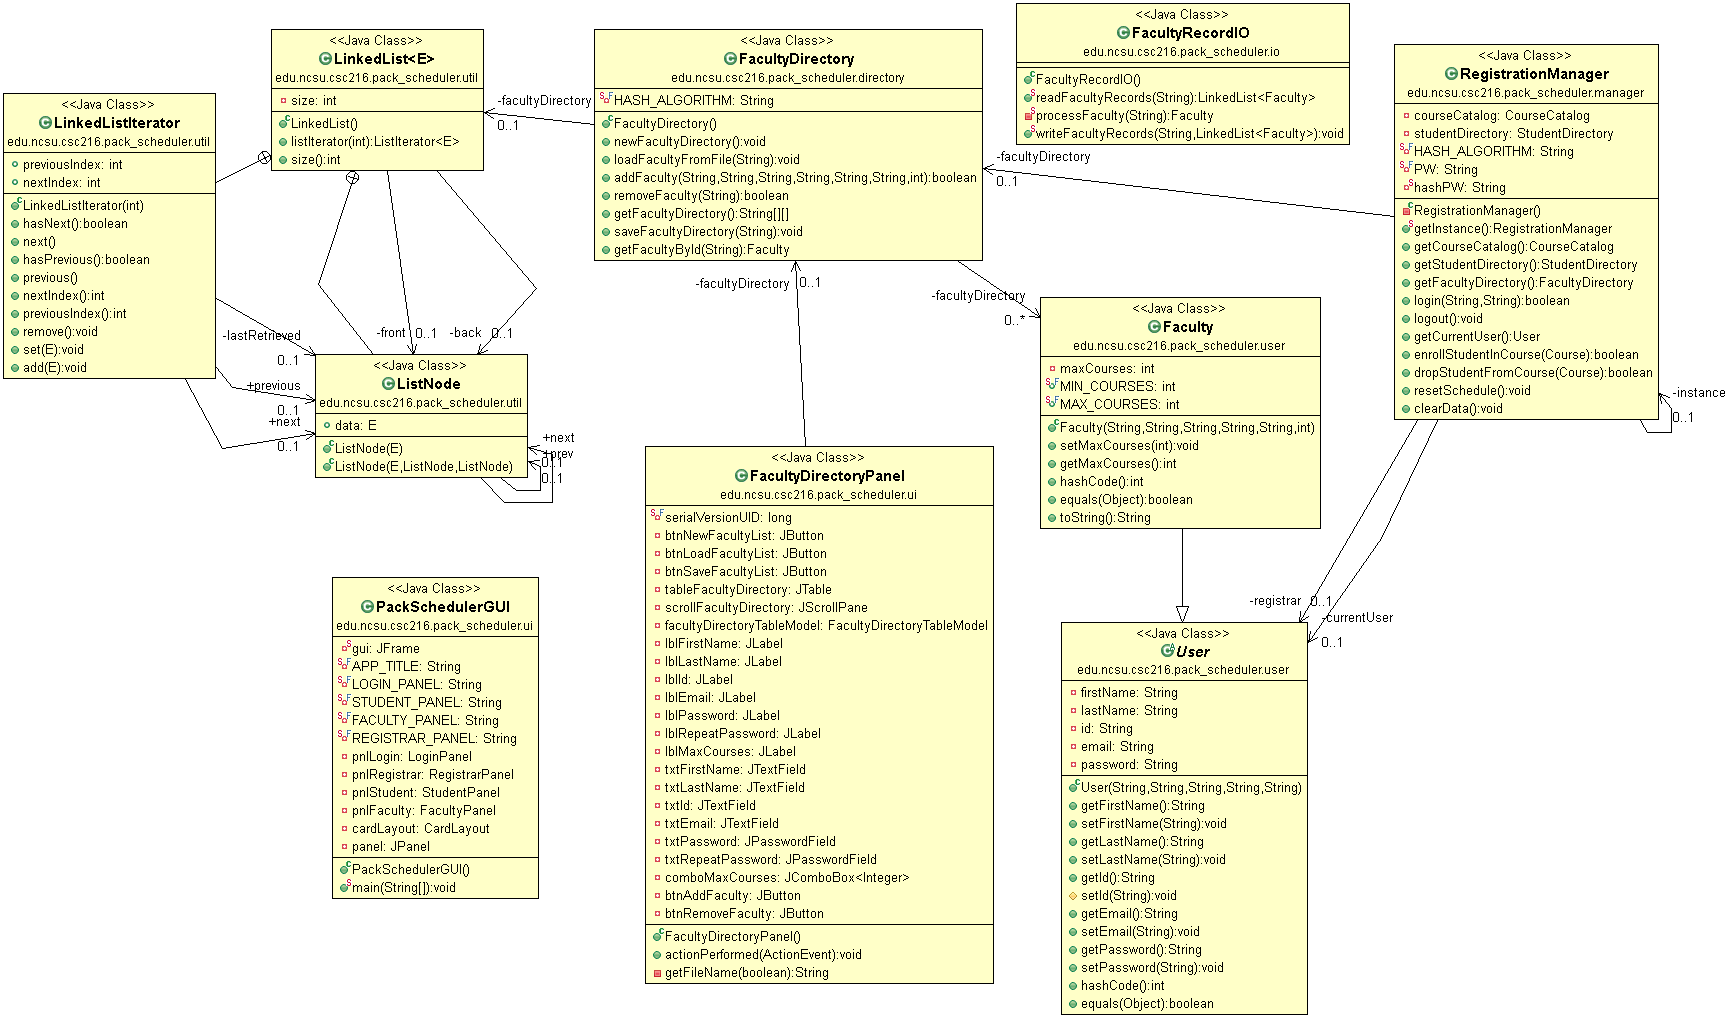 <<Java Class>>
LinkedListIterator
edu.ncsu.csc216.pack_scheduler.util
previousIndex: int
nextIndex: int
LinkedListIterator(int)
hasNext():boolean
next()
hasPrevious():boolean
previous()
nextIndex():int
previousIndex():int
remove():void
set(E):void
add(E):void
<<Java Class>>
LinkedList<E>
edu.ncsu.csc216.pack_scheduler.util
size: int
LinkedList()
listIterator(int):ListIterator<E>
size():int
-facultyDirectory
0..1
<<Java Class>>
FacultyDirectory
edu.ncsu.csc216.pack_scheduler.directory
HASH_ALGORITHM: String
FacultyDirectory()
newFacultyDirectory():void
loadFacultyFromFile(String):void
addFaculty(String,String,String,String,String,String,int):boolean
removeFaculty(String):boolean
getFacultyDirectory():String[][]
saveFacultyDirectory(String):void
getFacultyById(String):Faculty
<<Java Class>>
FacultyRecordIO
edu.ncsu.csc216.pack_scheduler.io
FacultyRecordIO()
readFacultyRecords(String):LinkedList<Faculty>
processFaculty(String):Faculty
writeFacultyRecords(String,LinkedList<Faculty>):void
-facultyDirectory
0..1
<<Java Class>>
RegistrationManager
edu.ncsu.csc216.pack_scheduler.manager
courseCatalog: CourseCatalog
studentDirectory: StudentDirectory
HASH_ALGORITHM: String
PW: String
hashPW: String
RegistrationManager()
getInstance():RegistrationManager
getCourseCatalog():CourseCatalog
getStudentDirectory():StudentDirectory
getFacultyDirectory():FacultyDirectory
login(String,String):boolean
logout():void
getCurrentUser():User
enrollStudentInCourse(Course):boolean
dropStudentFromCourse(Course):boolean
resetSchedule():void
clearData():void
-instance
0..1
-lastRetrieved
0..1
+previous
0..1
+next
0..1
-front
0..1
-back
0..1
<<Java Class>>
ListNode
edu.ncsu.csc216.pack_scheduler.util
data: E
ListNode(E)
ListNode(E,ListNode,ListNode)
+next
+prev
0..1
0..1
-facultyDirectory
0..1
-facultyDirectory
0..*
<<Java Class>>
Faculty
edu.ncsu.csc216.pack_scheduler.user
maxCourses: int
MIN_COURSES: int
MAX_COURSES: int
Faculty(String,String,String,String,String,int)
setMaxCourses(int):void
getMaxCourses():int
hashCode():int
equals(Object):boolean
toString():String
<<Java Class>>
PackSchedulerGUI
edu.ncsu.csc216.pack_scheduler.ui
gui: JFrame
APP_TITLE: String
LOGIN_PANEL: String
STUDENT_PANEL: String
FACULTY_PANEL: String
REGISTRAR_PANEL: String
pnlLogin: LoginPanel
pnlRegistrar: RegistrarPanel
pnlStudent: StudentPanel
pnlFaculty: FacultyPanel
cardLayout: CardLayout
panel: JPanel
PackSchedulerGUI()
main(String[]):void
<<Java Class>>
FacultyDirectoryPanel
edu.ncsu.csc216.pack_scheduler.ui
serialVersionUID: long
btnNewFacultyList: JButton
btnLoadFacultyList: JButton
btnSaveFacultyList: JButton
tableFacultyDirectory: JTable
scrollFacultyDirectory: JScrollPane
facultyDirectoryTableModel: FacultyDirectoryTableModel
lblFirstName: JLabel
lblLastName: JLabel
lblId: JLabel
lblEmail: JLabel
lblPassword: JLabel
lblRepeatPassword: JLabel
lblMaxCourses: JLabel
txtFirstName: JTextField
txtLastName: JTextField
txtId: JTextField
txtEmail: JTextField
txtPassword: JPasswordField
txtRepeatPassword: JPasswordField
comboMaxCourses: JComboBox<Integer>
btnAddFaculty: JButton
btnRemoveFaculty: JButton
FacultyDirectoryPanel()
actionPerformed(ActionEvent):void
getFileName(boolean):String
-registrar
0..1
-currentUser
0..1
<<Java Class>>
User
edu.ncsu.csc216.pack_scheduler.user
firstName: String
lastName: String
id: String
email: String
password: String
User(String,String,String,String,String)
getFirstName():String
setFirstName(String):void
getLastName():String
setLastName(String):void
getId():String
setId(String):void
getEmail():String
setEmail(String):void
getPassword():String
setPassword(String):void
hashCode():int
equals(Object):boolean